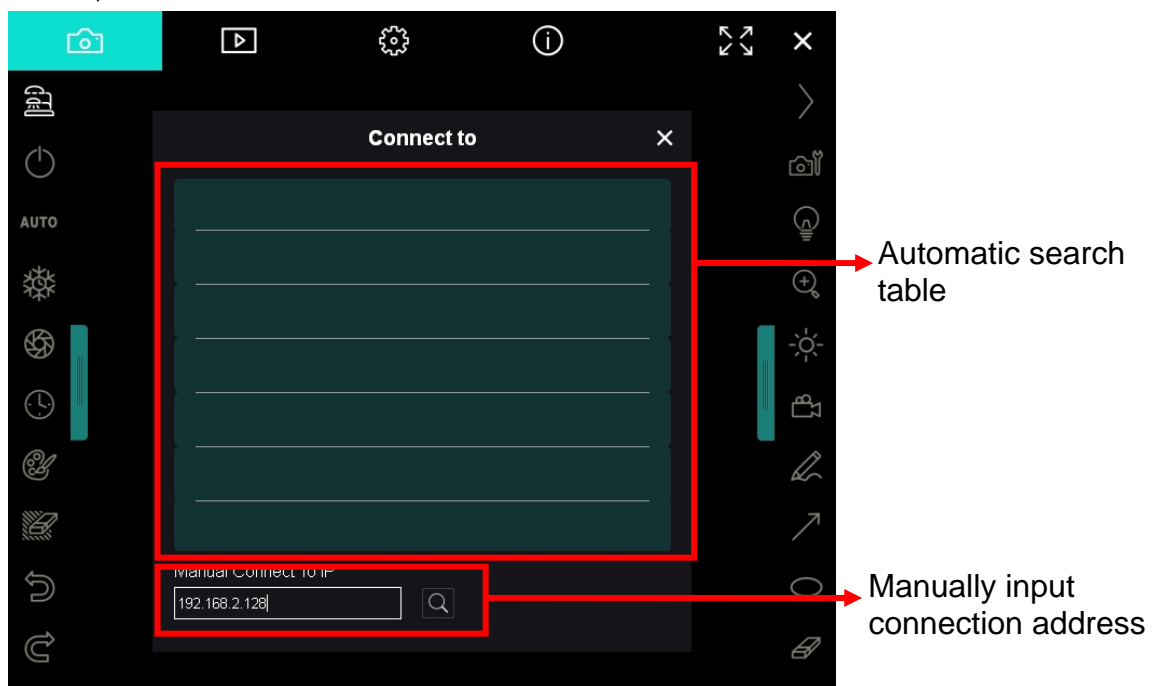 Connect to
AUTO
Automatic search
table
Manual Connect To IP
192.168.2.128
Manually input
connection address